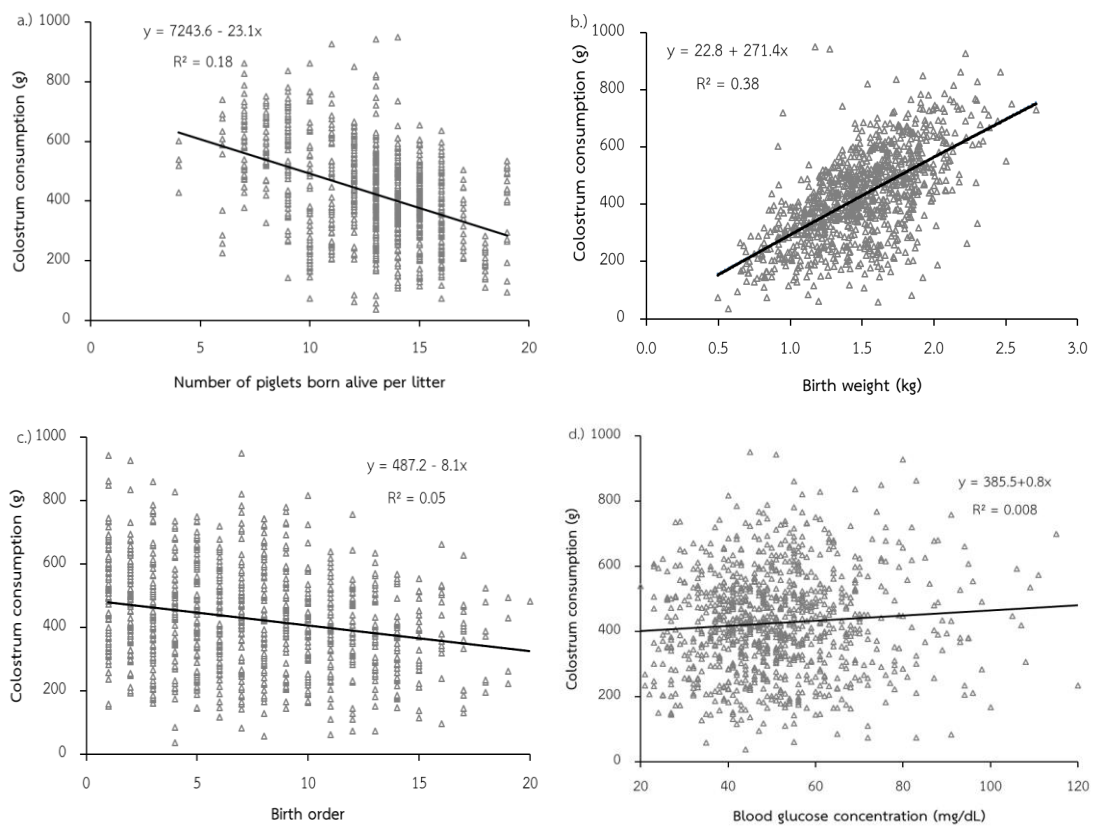 a.)
y = 7243.6 - 23.1x
R² = 0.18
Colostrum consumption (g)
1000
800
600
400
200
0
0 5 10 15 20
Number of piglets born alive per litter
b.)
y = 22.8 + 271.4x
R² = 0.38
Colostrum consumption (g)
1000
800
600
400
200
0
0.0 0.5 1.0 1.5 2.0 2.5 3.0
Birth weight (kg)
c.)
y = 487.2 - 8.1x
R² = 0.05
Colostrum consumption (g)
1000
800
600
400
200
0
0 5 10 15 20
Birth order
d.)
y = 385.5+0.8x
R² = 0.008
Colostrum consumption (g)
1000
800
600
400
200
0
20 40 60 80 100 120
Blood glucose concentration (mg/dL)